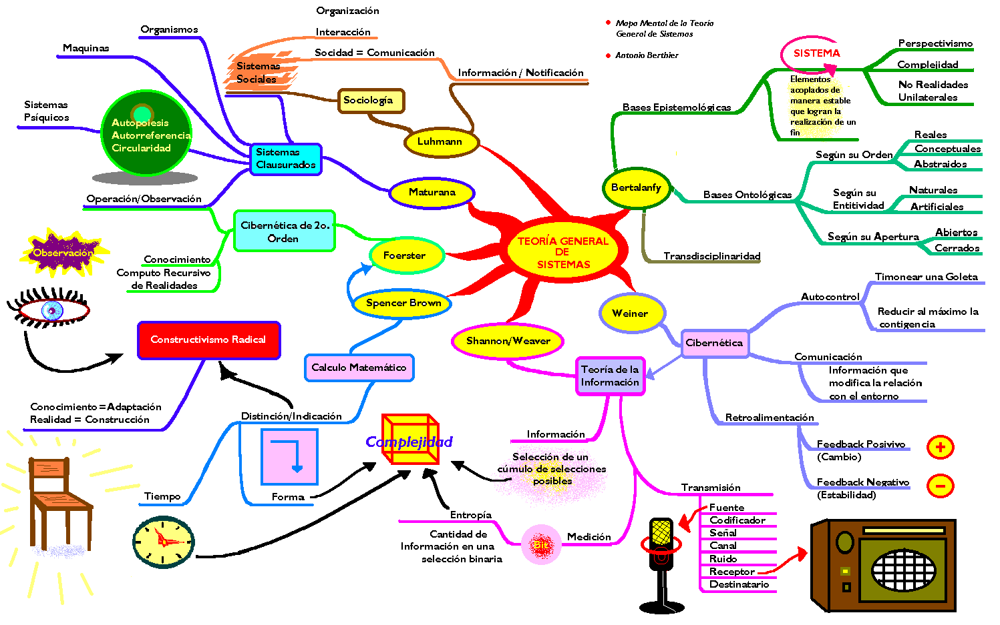 Organización
Interacción
Socidad = Comunicación
Información / Notificación
Sistemas
Sociales
Sociología
Luhmann
Organismos
Maquinas
Sistemas
Psíquicos
Autopoiesis
Autorreferencia
Circularidad
Sistemas
Clausurados
Maturana
Operación/Observación
Cibernética de 2o.
Orden
Foerster
Conocimiento
Computo Recursivo
de Realidades
Observación
Spencer Brown
Constructivismo Radical
Calculo Matemático
Conocimiento = Adaptación
Realidad = Construcción
Distinción/Indicación
Tiempo
Forma
Complejidad
Mapa Mental de la Teoría
General de Sistemas
Antonio Berthier
TEORÍA GENERAL
DE
SISTEMAS
Bertalanfy
Bases Epistemológicas
SISTEMA
Elementos
acoplados de
manera estable
que logran la
realización de un
fin
Perspectivismo
Complejidad
No Realidades
Unilaterales
Bases Ontológicas
Según su Orden
Reales
Conceptuales
Abstraidos
Según su
Entitividad
Naturales
Artificiales
Según su Apertura
Abiertos
Cerrados
Transdisciplinaridad
Weiner
Cibernética
Autocontrol
Timonear una Goleta
Reducir al máximo la
contigencia
Comunicación
Información que
modifica la relación
con el entorno
Retroalimentación
Feedback Posivivo
(Cambio)
+
Feedback Negativo
(Estabilidad)
−
Shannon/Weaver
Teoría de la
Información
Información
Selección de un
cúmulo de selecciones
posibles
Entropía
Cantidad de
Información en una
selección binaria
Bit
Medición
Transmisión
Fuente
Codificador
Señal
Canal
Ruido
Receptor
Destinatario